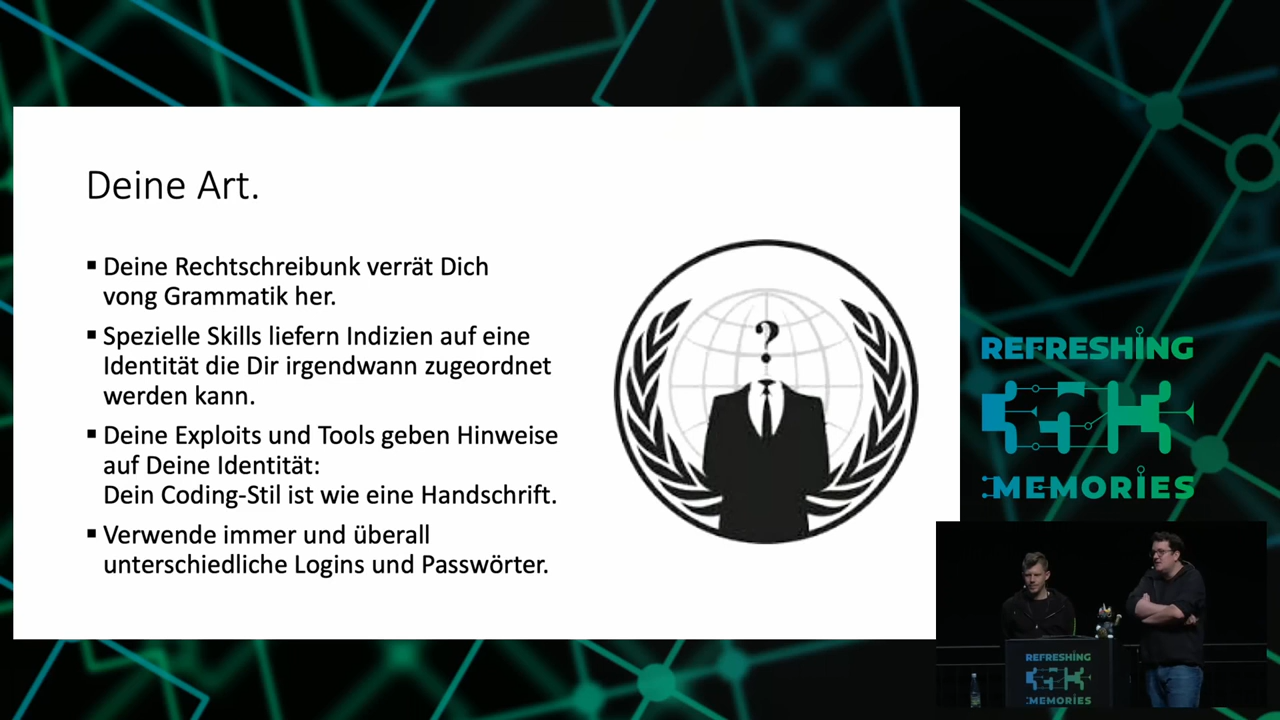 Deine Art.
▪ Deine Rechtschreibunk verrät Dich
vong Grammatik her.
▪ Spezielle Skills liefern Indizien auf eine
Identität die Dir irgendwann zugeordnet
werden kann.
▪ Deine Exploits und Tools geben Hinweise
auf Deine Identität:
Dein Coding-Stil ist wie eine Handschrift.
▪ Verwende immer und überall
unterschiedliche Logins und Passwörter.
?
REFRESHING
MEMORIES
REFRESHING
MEMORIES